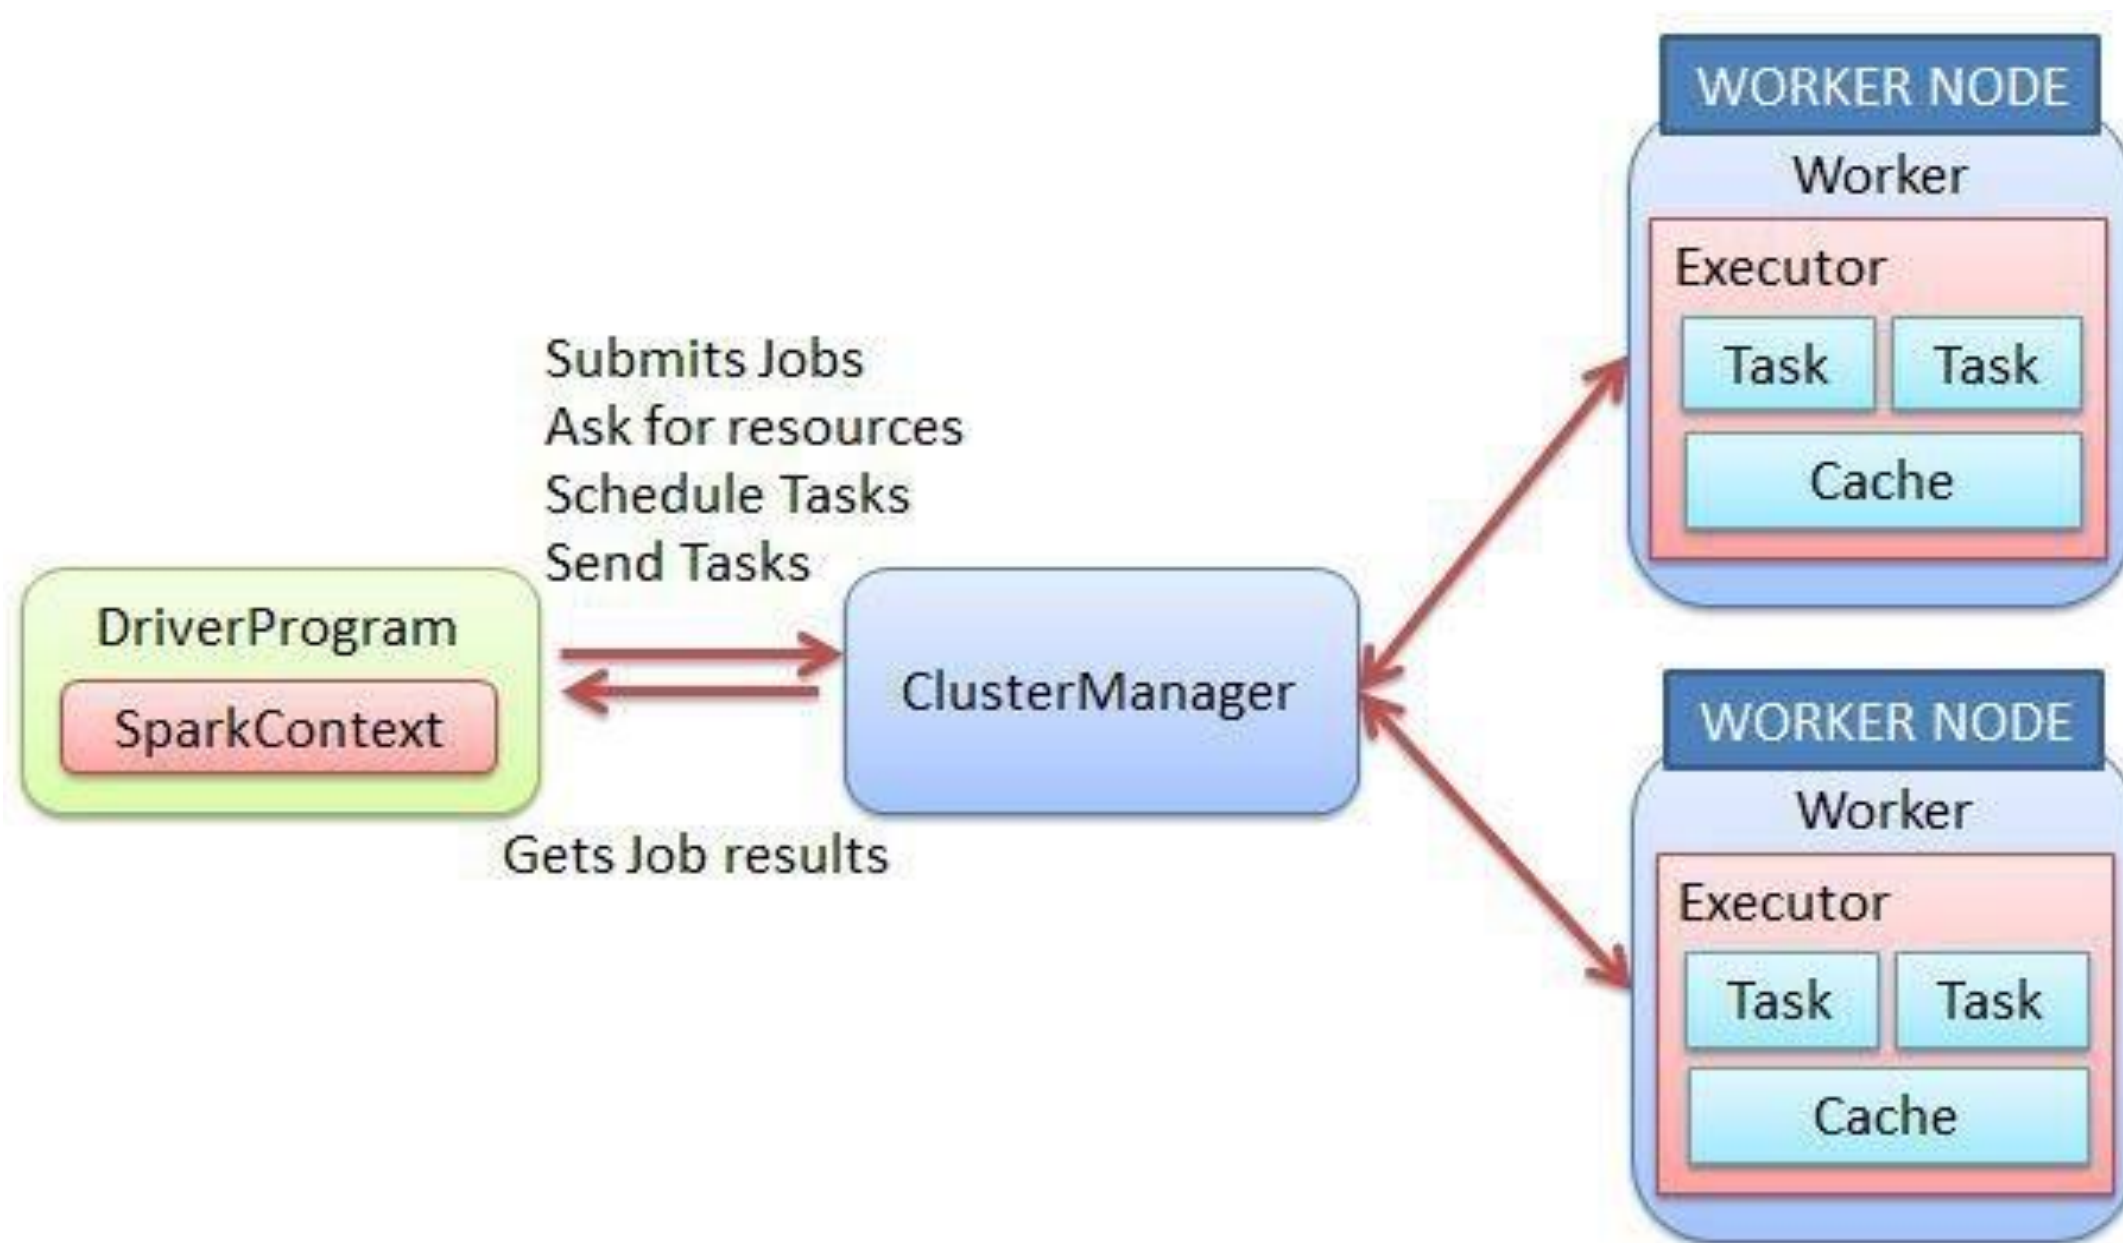 Submits Jobs
Ask for resources
Schedule Tasks
Send Tasks
DriverProgram
SparkContext
Gets Job results
ClusterManager
WORKER NODE
Worker
Executor
Task Task
Cache
WORKER NODE
Worker
Executor
Task Task
Cache